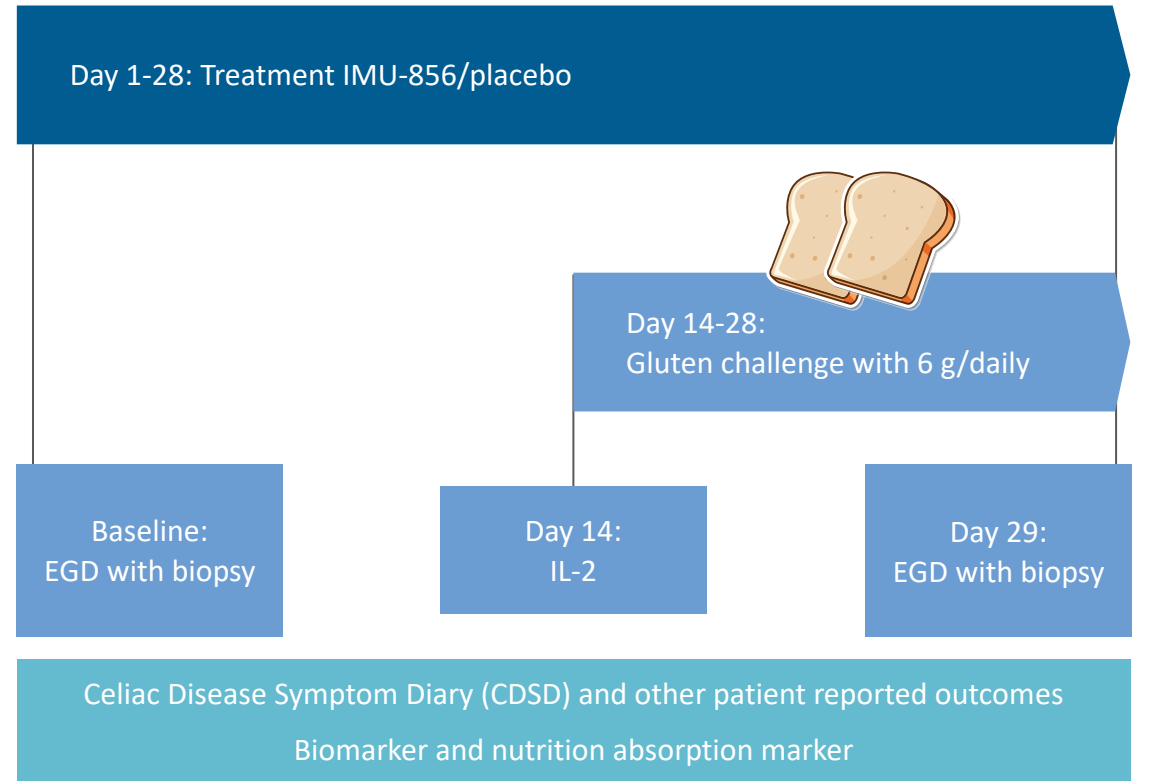 Day 1-28: Treatment IMU-856/placebo
Day 14-28:
Gluten challenge with 6 g/daily
Baseline:
EGD with biopsy
Day 14:
IL-2
Day 29:
EGD with biopsy
Celiac Disease Symptom Diary (CDSD) and other patient reported outcomes
Biomarker and nutrition absorption marker